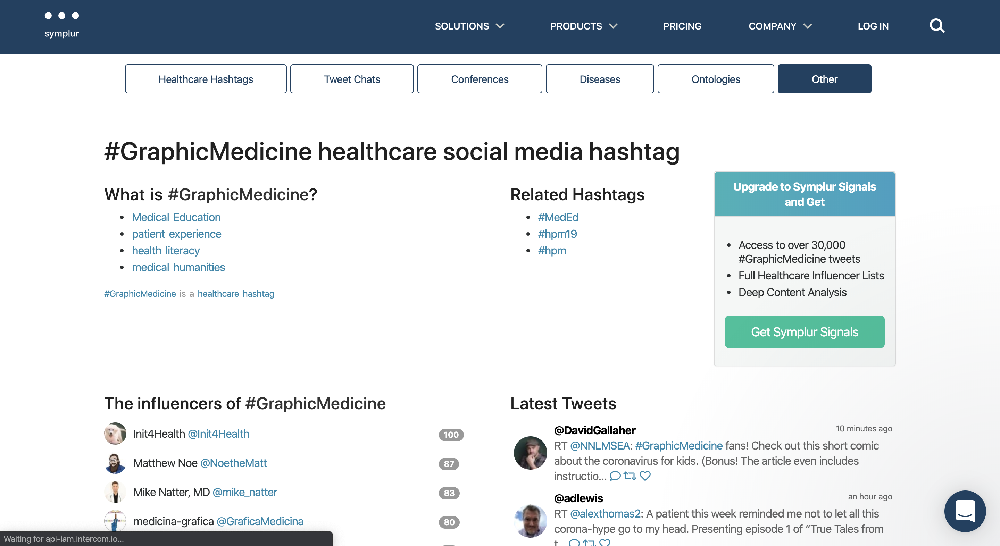 symplur
SOLUTIONS
PRODUCTS
PRICING
COMPANY
LOG IN
Healthcare Hashtags
Tweet Chats
Conferences
Diseases
Ontologies
Other
#GraphicMedicine healthcare social media hashtag
What is #GraphicMedicine?
Medical Education
patient experience
health literacy
medical humanities
#GraphicMedicine is a healthcare hashtag
Related Hashtags
#MedEd
#hpm19
#hpm
Upgrade to Symplur Signals
and Get
Access to over 30,000
#GraphicMedicine tweets
Full Healthcare Influencer Lists
Deep Content Analysis
Get Symplur Signals
The influencers of #GraphicMedicine
Init4Health @Init4Health 100
Matthew Noe @NoetheMatt 87
Mike Natter, MD @mike_natter 83
medicina-grafica @GraficaMedicina 80
Latest Tweets
@DavidGallaher 10 minutes ago
RT @NNLMSEA: #GraphicMedicine fans! Check out this short comic
about the coronavirus for kids. (Bonus! The article even includes
instructio...
@adlewis an hour ago
RT @alexthomas2: A patient this week reminded me not to let all this
corona-hype go to my head. Presenting episode 1 of “True Tales from
Waiting for api-iam.intercom.io...